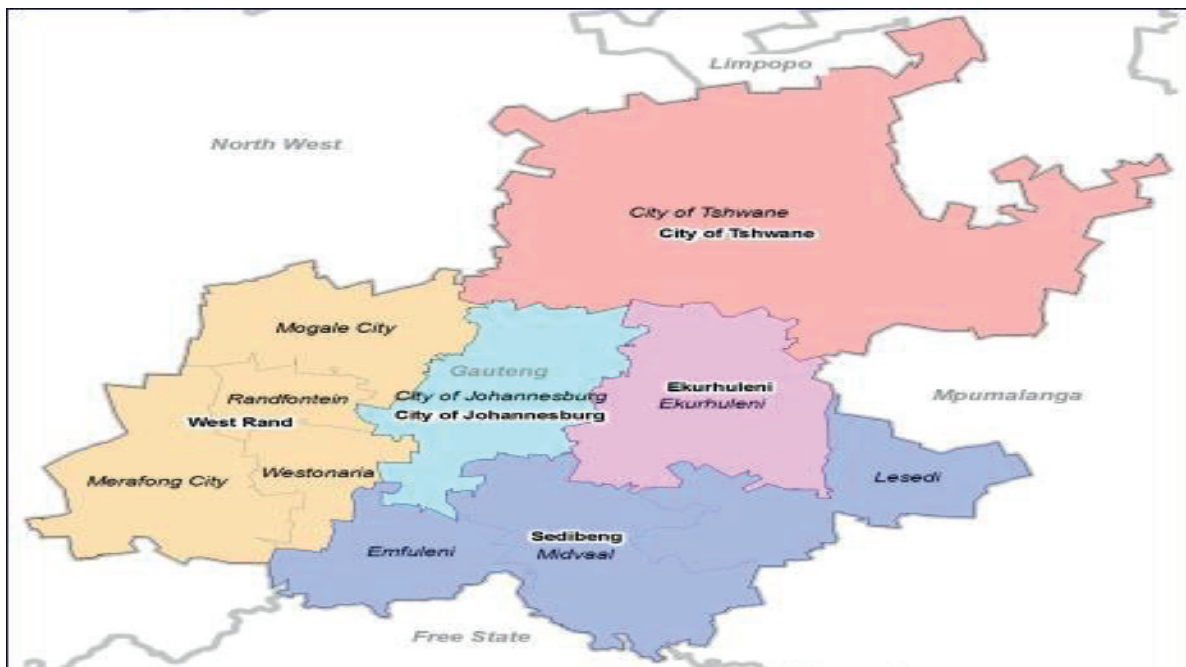 Limpopo
North West
City of Tshwane
City of Tshwane
Mogale City
Gauteng
Randfontein
City of Johannesburg
City of Johannesburg
West Rand
Ekurhuleni
Ekurhuleni
Mpumalanga
Merafong City
Westonaria
Lesedi
Emfuleni
Sedibeng
Midvaal
Free State